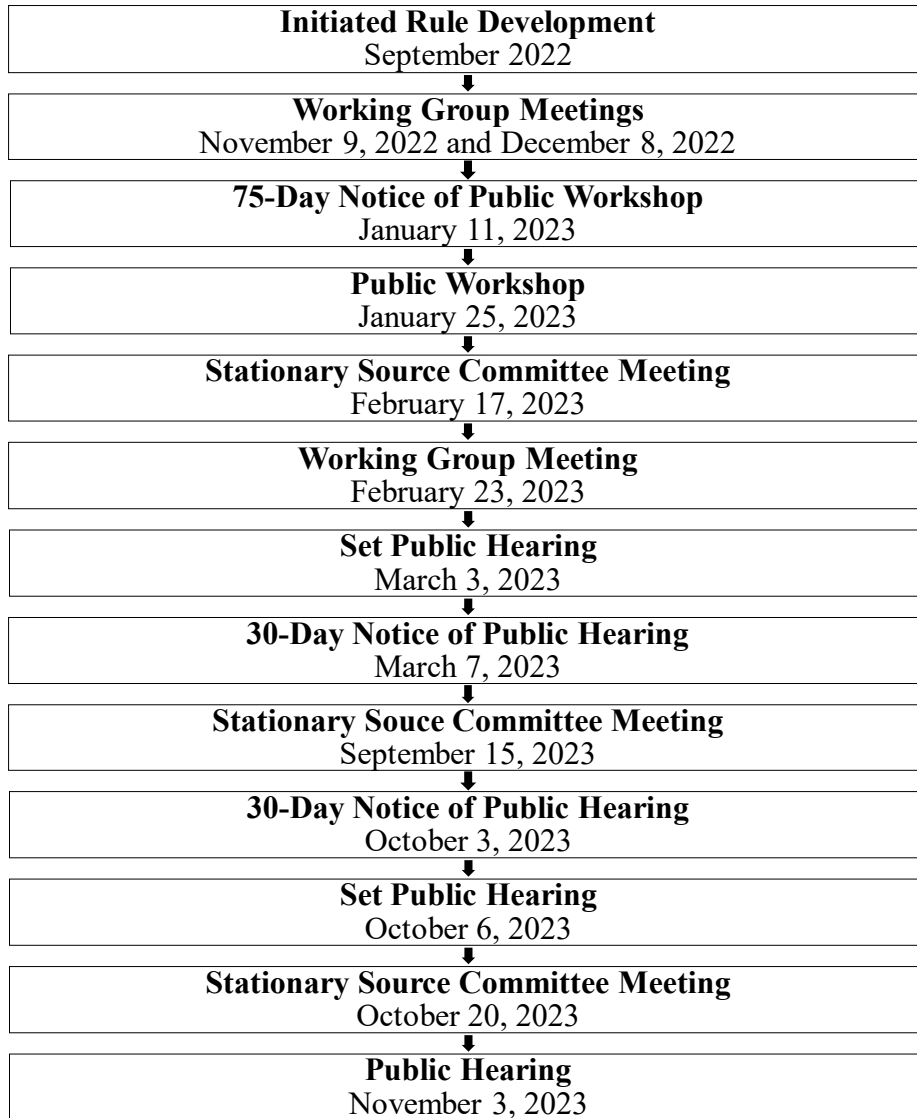 Initiated Rule Development
September 2022
Working Group Meetings
November 9, 2022 and December 8, 2022
75-Day Notice of Public Workshop
January 11, 2023
Public Workshop
January 25, 2023
Stationary Source Committee Meeting
February 17, 2023
Working Group Meeting
February 23, 2023
Set Public Hearing
March 3, 2023
30-Day Notice of Public Hearing
March 7, 2023
Stationary Souce Committee Meeting
September 15, 2023
30-Day Notice of Public Hearing
October 3, 2023
Set Public Hearing
October 6, 2023
Stationary Source Committee Meeting
October 20, 2023
Public Hearing
November 3, 2023